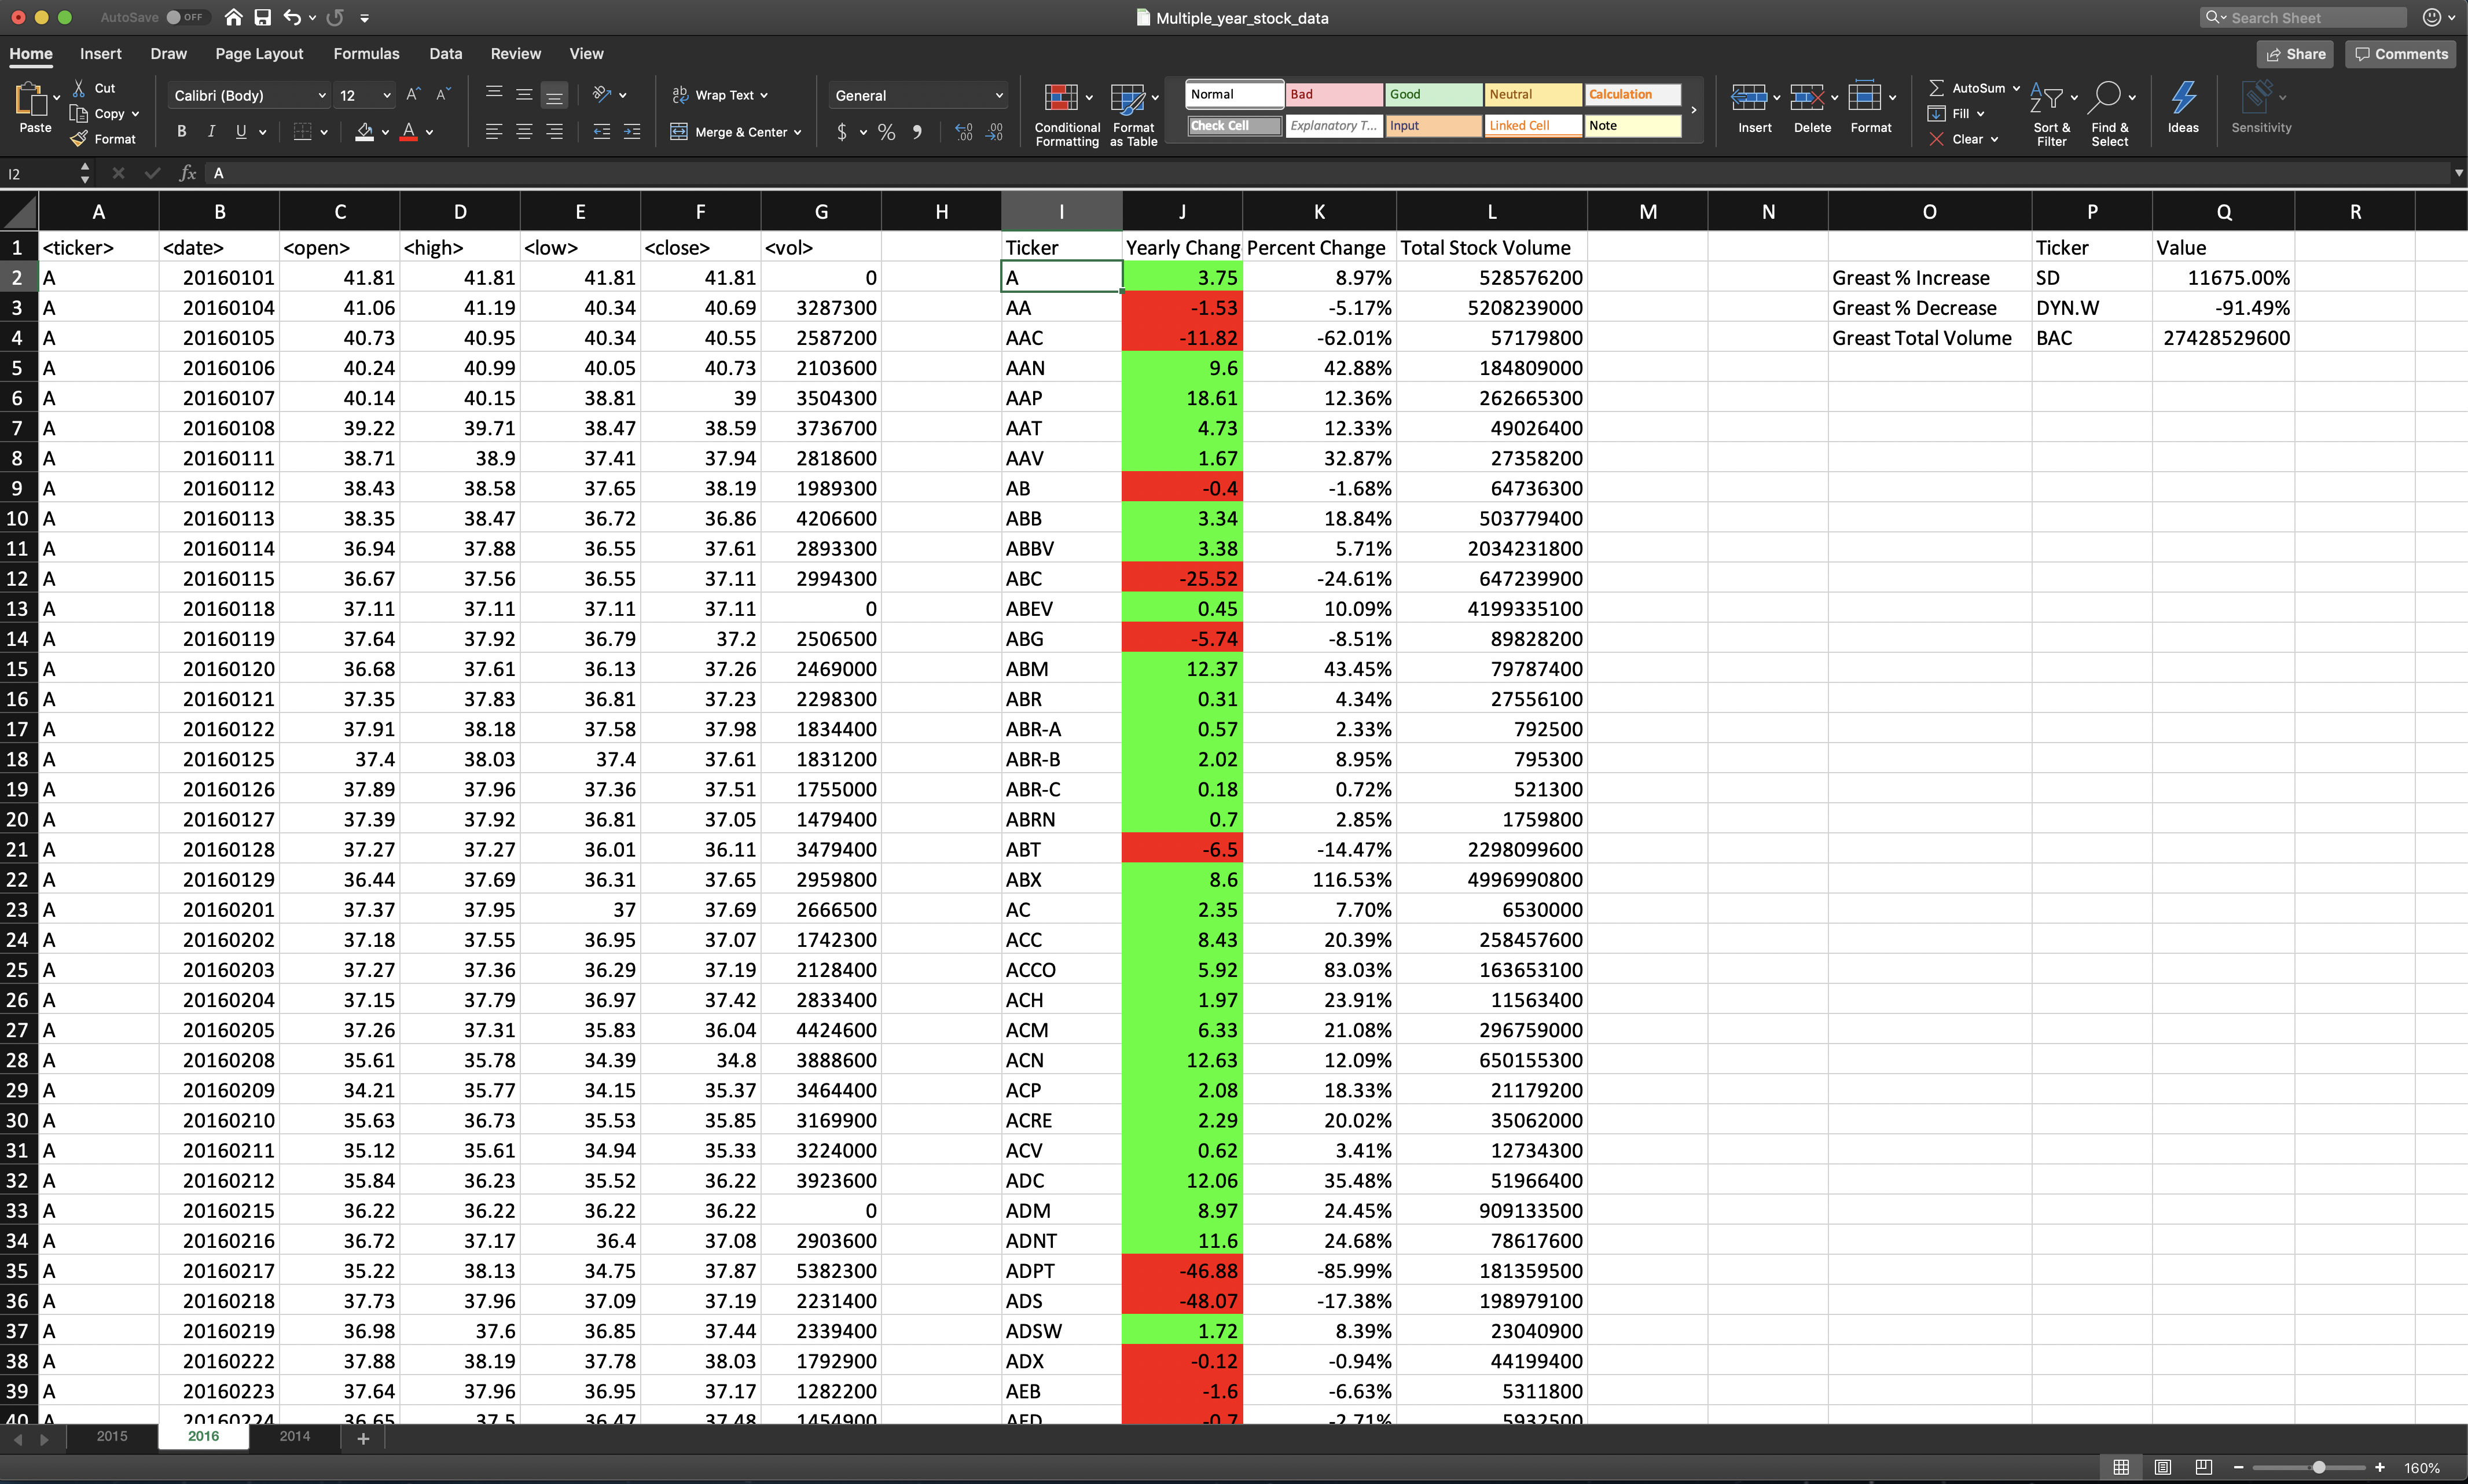 AutoSave OFF Multiple_year_stock_data Search Sheet
Home Insert Draw Page Layout Formulas Data Review View Share Comments
Paste Cut Copy Format Calibri (Body) 12 Wrap Text Merge & Center General Conditional Formatting Format as Table Normal Bad Good Neutral Calculation Check Cell Explanatory T... Input Linked Cell Note Insert Delete Format AutoSum Fill Clear Sort & Filter Find & Select Ideas Sensitivity
I2 fx A
A B C D E F G H I J K L M N O P Q R
1 <ticker> <date> <open> <high> <low> <close> <vol> Ticker Yearly Chang Percent Change Total Stock Volume Ticker Value
2 A 20160101 41.81 41.81 41.81 41.81 0 A 3.75 8.97% 528576200 Greast % Increase SD 11675.00%
3 A 20160104 41.06 41.19 40.34 40.69 3287300 AA -1.53 -5.17% 5208239000 Greast % Decrease DYN.W -91.49%
4 A 20160105 40.73 40.95 40.34 40.55 2587200 AAC -11.82 -62.01% 57179800 Greast Total Volume BAC 27428529600
5 A 20160106 40.24 40.99 40.05 40.73 2103600 AAN 9.6 42.88% 184809000
6 A 20160107 40.14 40.15 38.81 39 3504300 AAP 18.61 12.36% 262665300
7 A 20160108 39.22 39.71 38.47 38.59 3736700 AAT 4.73 12.33% 49026400
8 A 20160111 38.71 38.9 37.41 37.94 2818600 AAV 1.67 32.87% 27358200
9 A 20160112 38.43 38.58 37.65 38.19 1989300 AB -0.4 -1.68% 64736300
10 A 20160113 38.35 38.47 36.72 36.86 4206600 ABB 3.34 18.84% 503779400
11 A 20160114 36.94 37.88 36.55 37.61 2893300 ABBV 3.38 5.71% 2034231800
12 A 20160115 36.67 37.56 36.55 37.11 2994300 ABC -25.52 -24.61% 647239900
13 A 20160118 37.11 37.11 37.11 37.11 0 ABEV 0.45 10.09% 4199335100
14 A 20160119 37.64 37.92 36.79 37.2 2506500 ABG -5.74 -8.51% 89828200
15 A 20160120 36.68 37.61 36.13 37.26 2469000 ABM 12.37 43.45% 79787400
16 A 20160121 37.35 37.83 36.81 37.23 2298300 ABR 0.31 4.34% 27556100
17 A 20160122 37.91 38.18 37.58 37.98 1834400 ABR-A 0.57 2.33% 792500
18 A 20160125 37.4 38.03 37.4 37.61 1831200 ABR-B 2.02 8.95% 795300
19 A 20160126 37.89 37.96 37.36 37.51 1755000 ABR-C 0.18 0.72% 521300
20 A 20160127 37.39 37.92 36.81 37.05 1479400 ABRN 0.7 2.85% 1759800
21 A 20160128 37.27 37.27 36.01 36.11 3479400 ABT -6.5 -14.47% 2298099600
22 A 20160129 36.44 37.69 36.31 37.65 2959800 ABX 8.6 116.53% 4996990800
23 A 20160201 37.37 37.95 37 37.69 2666500 AC 2.35 7.70% 6530000
24 A 20160202 37.18 37.55 36.95 37.07 1742300 ACC 8.43 20.39% 258457600
25 A 20160203 37.27 37.36 36.29 37.19 2128400 ACCO 5.92 83.03% 163653100
26 A 20160204 37.15 37.79 36.97 37.42 2833400 ACH 1.97 23.91% 11563400
27 A 20160205 37.26 37.31 35.83 36.04 4424600 ACM 6.33 21.08% 296759000
28 A 20160208 35.61 35.78 34.39 34.8 3888600 ACN 12.63 12.09% 650155300
29 A 20160209 34.21 35.77 34.15 35.37 3464400 ACP 2.08 18.33% 21179200
30 A 20160210 35.63 36.73 35.53 35.85 3169900 ACRE 2.29 20.02% 35062000
31 A 20160211 35.12 35.61 34.94 35.33 3224000 ACV 0.62 3.41% 12734300
32 A 20160212 35.84 36.23 35.52 36.22 3923600 ADC 12.06 35.48% 51966400
33 A 20160215 36.22 36.22 36.22 36.22 0 ADM 8.97 24.45% 909133500
34 A 20160216 36.72 37.17 36.4 37.08 2903600 ADNT 11.6 24.68% 78617600
35 A 20160217 35.22 38.13 34.75 37.87 5382300 ADPT -46.88 -85.99% 181359500
36 A 20160218 37.73 37.96 37.09 37.19 2231400 ADS -48.07 -17.38% 198979100
37 A 20160219 36.98 37.6 36.85 37.44 2339400 ADSW 1.72 8.39% 23040900
38 A 20160222 37.88 38.19 37.78 38.03 1792900 ADX -0.12 -0.94% 44199400
39 A 20160223 37.64 37.96 36.95 37.17 1282200 AEB -1.6 -6.63% 5311800
40 A 20160224 36.65 37.5 36.47 37.48 1454900 AED -0.7 -2.71% 5932500
2015 2016 2014
160%